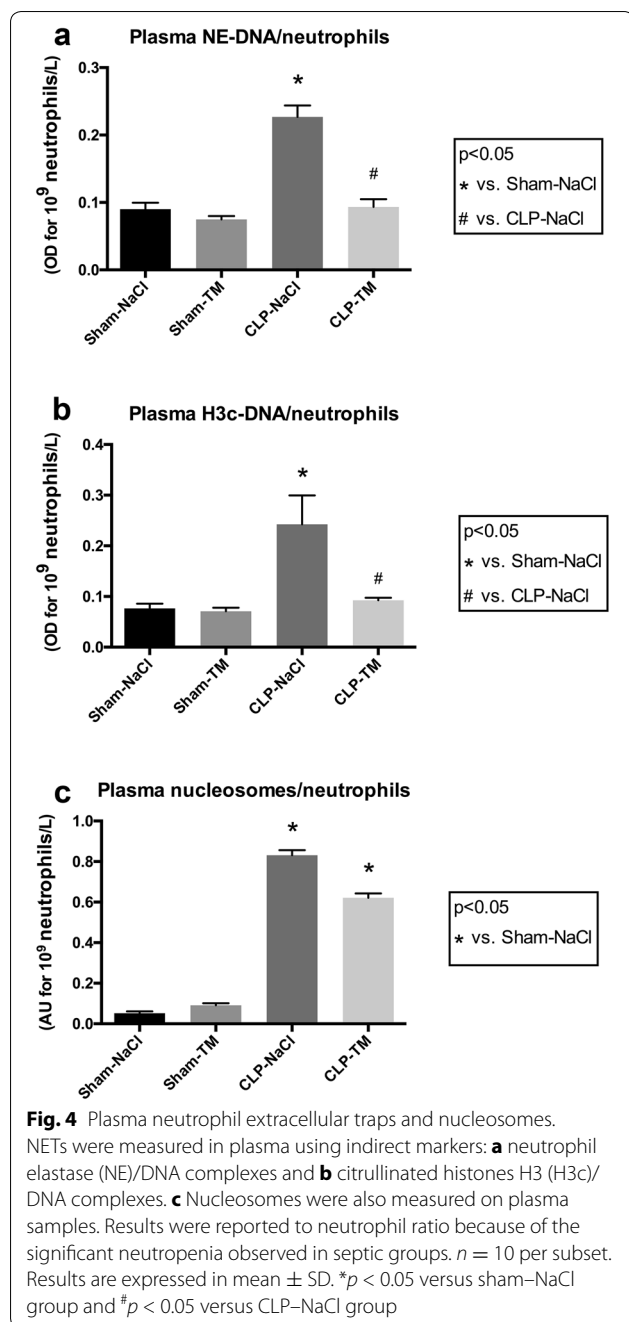 a Plasma NE-DNA/neutrophils
(OD for 10⁹ neutrophils/L)
0.3
0.2
0.1
0.0
*
#
Sham-NaCl
Sham-TM
CLP-NaCl
CLP-TM
p<0.05
* vs. Sham-NaCl
# vs. CLP-NaCl
b Plasma H3c-DNA/neutrophils
(OD for 10⁹ neutrophils/L)
0.4
0.3
0.2
0.1
0.0
*
#
Sham-NaCl
Sham-TM
CLP-NaCl
CLP-TM
p<0.05
* vs. Sham-NaCl
# vs. CLP-NaCl
c Plasma nucleosomes/neutrophils
(AU for 10⁹ neutrophils/L)
1.0
0.8
0.6
0.4
0.2
0.0
*
*
Sham-NaCl
Sham-TM
CLP-NaCl
CLP-TM
p<0.05
* vs. Sham-NaCl
Fig. 4 Plasma neutrophil extracellular traps and nucleosomes.
NETs were measured in plasma using indirect markers: a neutrophil
elastase (NE)/DNA complexes and b citrullinated histones H3 (H3c)/
DNA complexes. c Nucleosomes were also measured on plasma
samples. Results were reported to neutrophil ratio because of the
significant neutropenia observed in septic groups. n = 10 per subset.
Results are expressed in mean ± SD. *p < 0.05 versus sham–NaCl
group and #p < 0.05 versus CLP–NaCl group